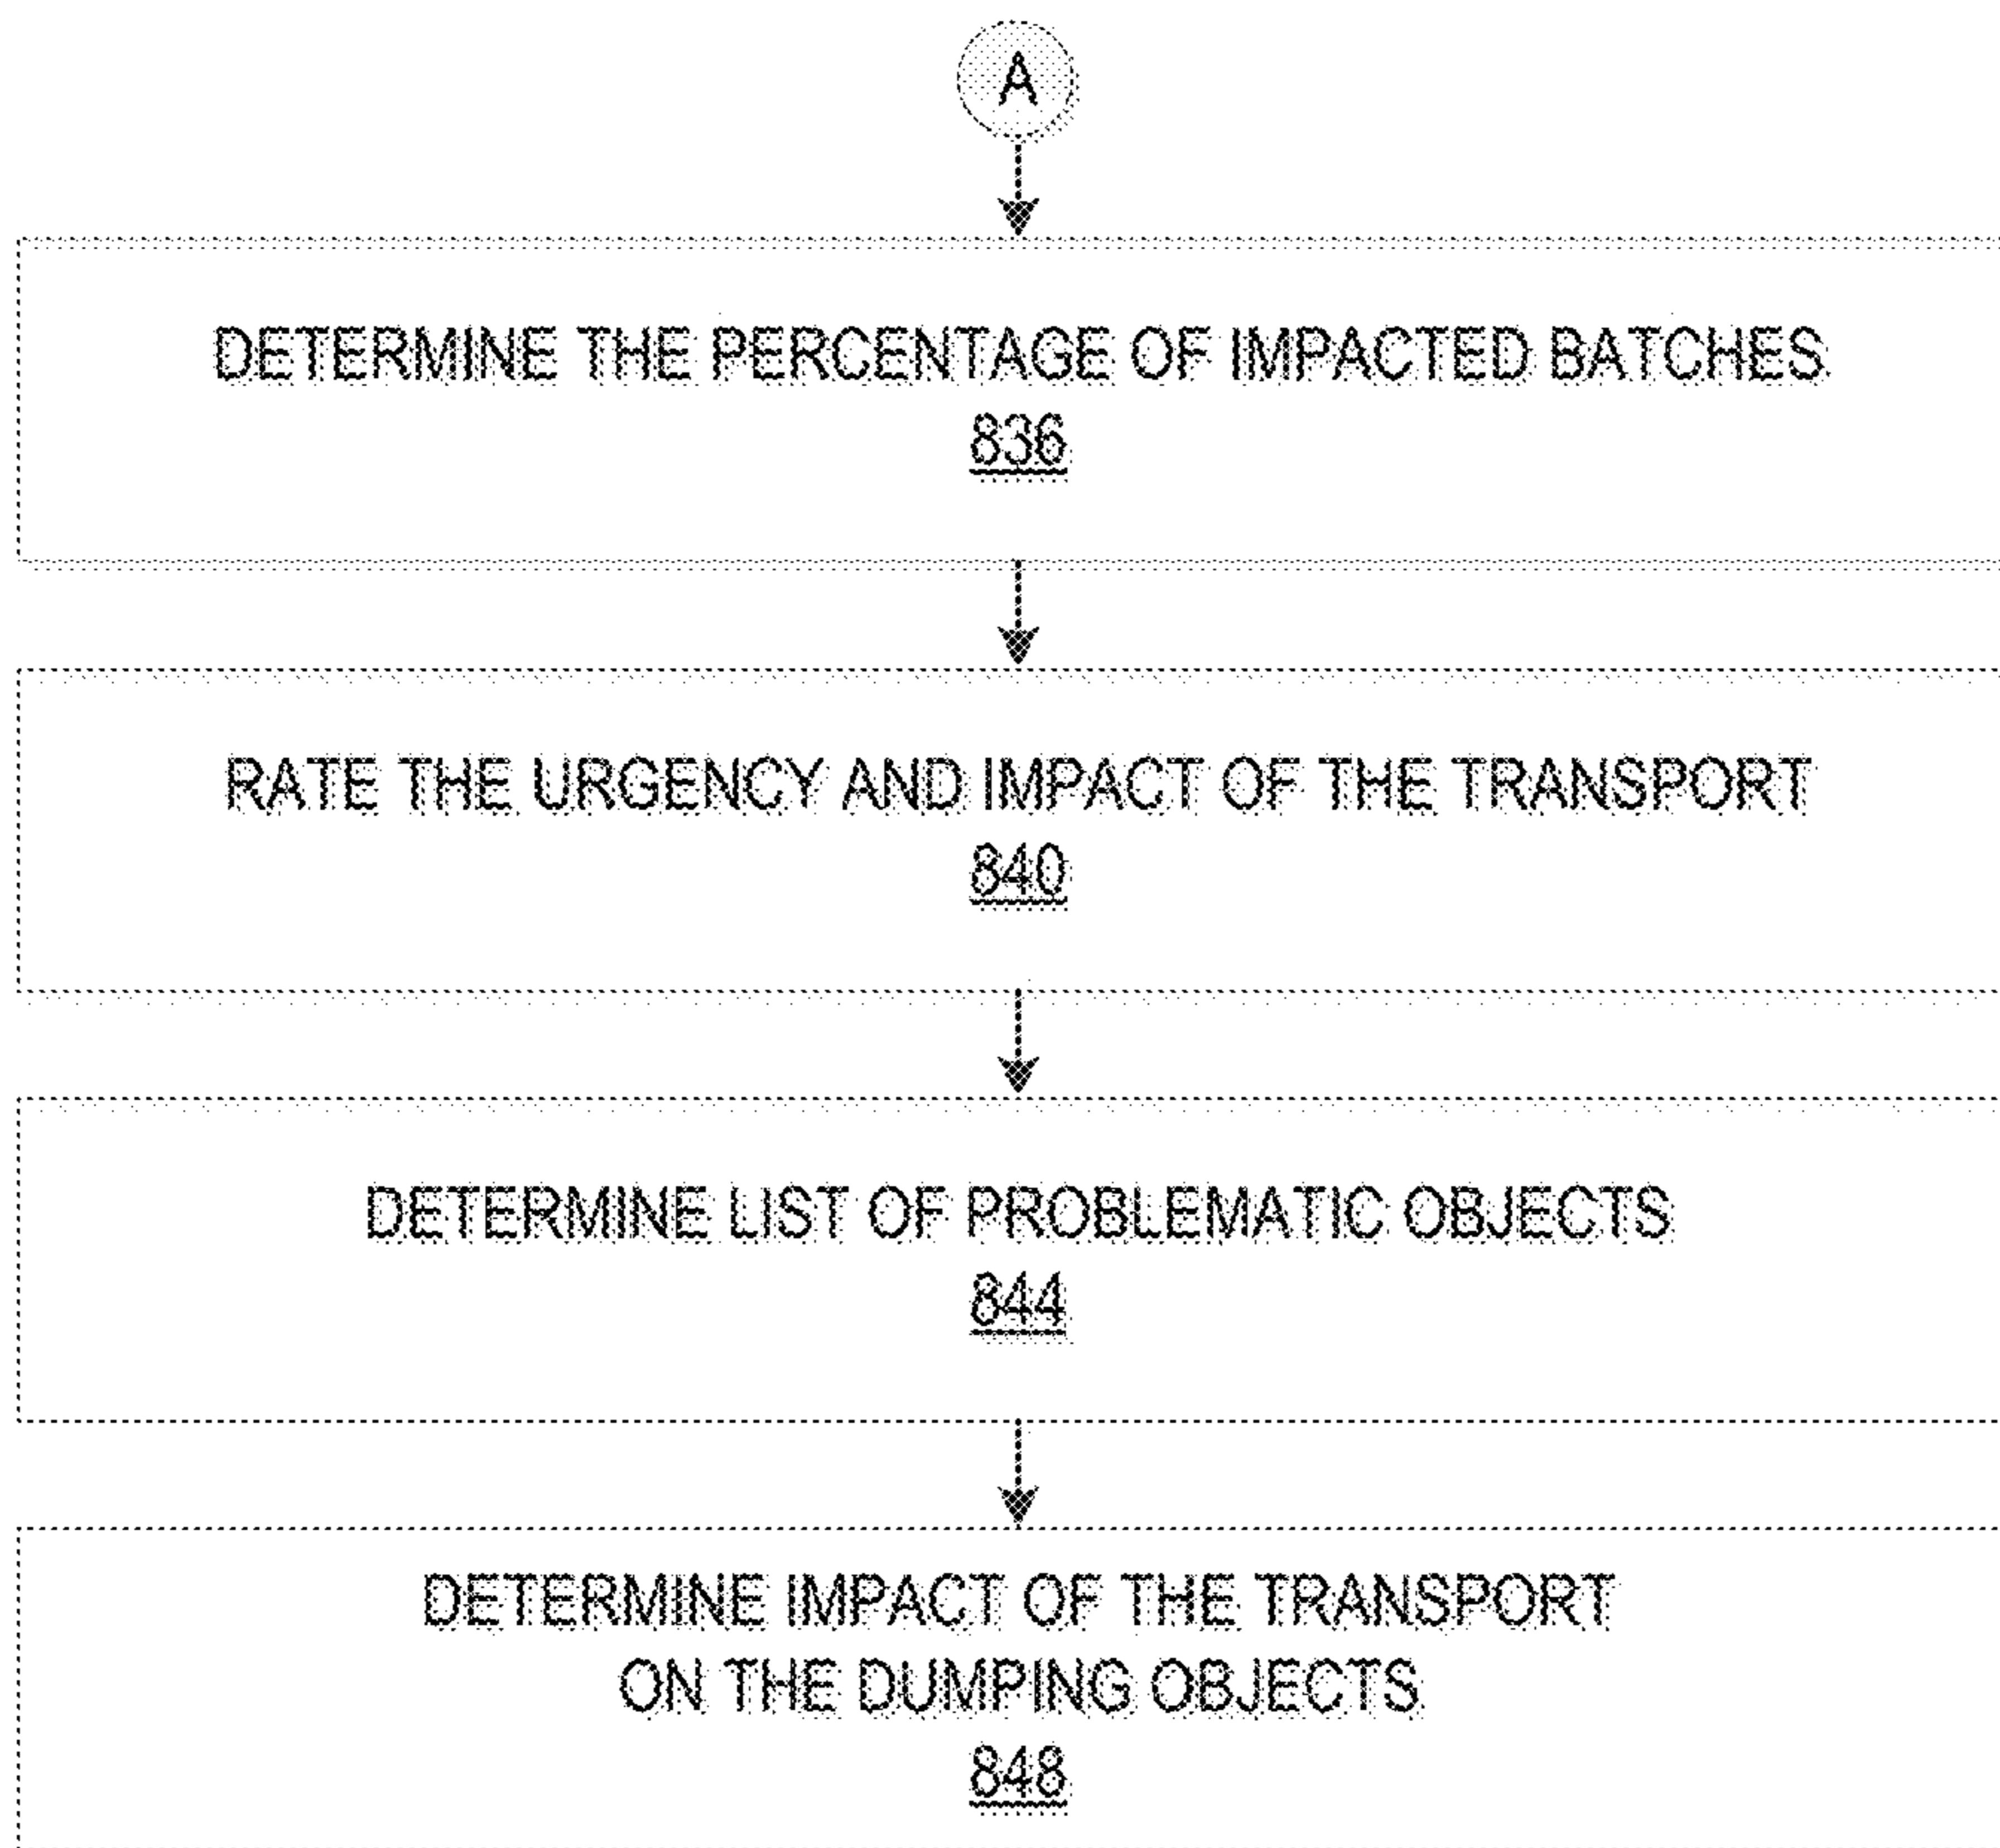 A
DETERMINE THE PERCENTAGE OF IMPACTED BATCHES
836
RATE THE URGENCY AND IMPACT OF THE TRANSPORT
840
DETERMINE LIST OF PROBLEMATIC OBJECTS
844
DETERMINE IMPACT OF THE TRANSPORT
ON THE DUMPING OBJECTS
848